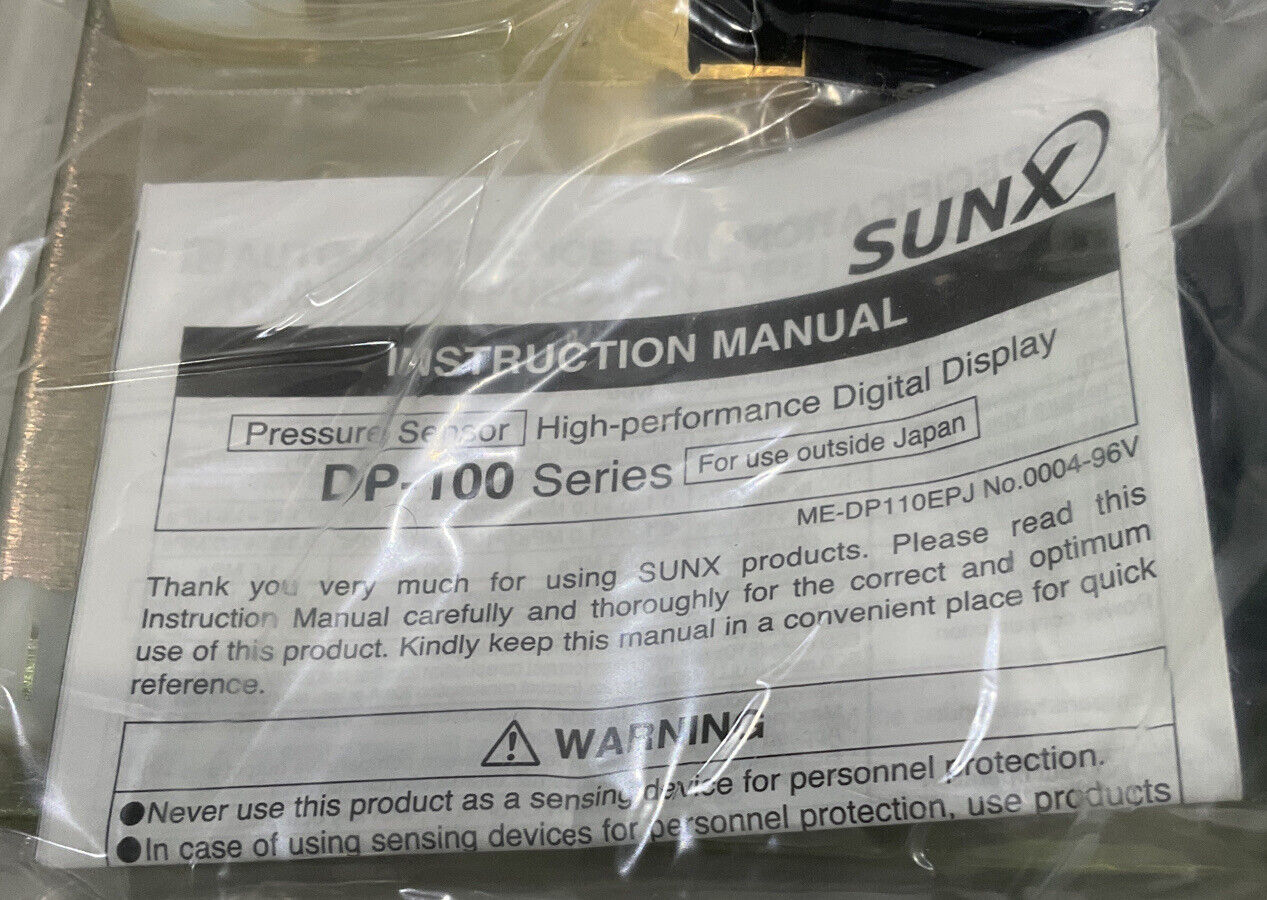 SUNX
INSTRUCTION MANUAL
Pressure Sensor High-performance Digital Display
DP-100 Series For use outside Japan
ME-DP110EPJ No.0004-96V
Thank you very much for using SUNX products. Please read this
Instruction Manual carefully and thoroughly for the correct and optimum
use of this product. Kindly keep this manual in a convenient place for quick
reference.
WARNING
●Never use this product as a sensing device for personnel protection.
●In case of using sensing devices for personnel protection, use products